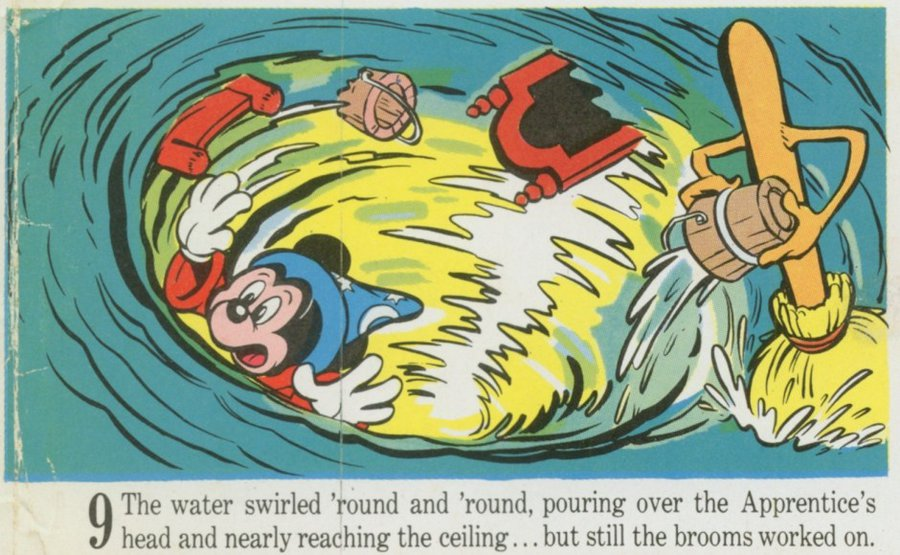 9 The water swirled 'round and 'round, pouring over the Apprentice's
head and nearly reaching the ceiling...but still the brooms worked on.